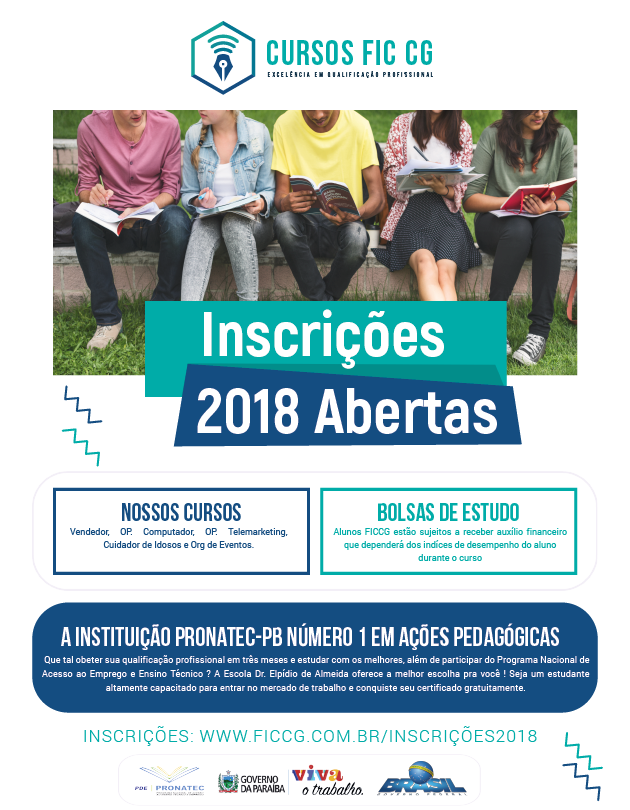 CURSOS FIC CG
EXCELÊNCIA EM QUALIFICAÇÃO PROFISSIONAL
Inscrições
2018 Abertas
NOSSOS CURSOS
Vendedor, OP. Computador, OP. Telemarketing,
Cuidador de Idosos e Org de Eventos.
BOLSAS DE ESTUDO
Alunos FICCG estão sujeitos a receber auxílio financeiro
que dependerá dos indíces de desempenho do aluno
durante o curso
A INSTITUIÇÃO PRONATEC-PB NÚMERO 1 EM AÇÕES PEDAGÓGICAS
Que tal obeter sua qualificação profissional em três meses e estudar com os melhores, além de participar do Programa Nacional de
Acesso ao Emprego e Ensino Técnico ? A Escola Dr. Elpídio de Almeida oferece a melhor escolha pra você ! Seja um estudante
altamente capacitado para entrar no mercado de trabalho e conquiste seu certificado gratuitamente.
INSCRIÇÕES: WWW.FICCG.COM.BR/INSCRIÇÕES2018
PDE PRONATEC
GOVERNO
DA PARAÍBA
viva
o trabalho.
BRASIL
GOVERNO FEDERAL